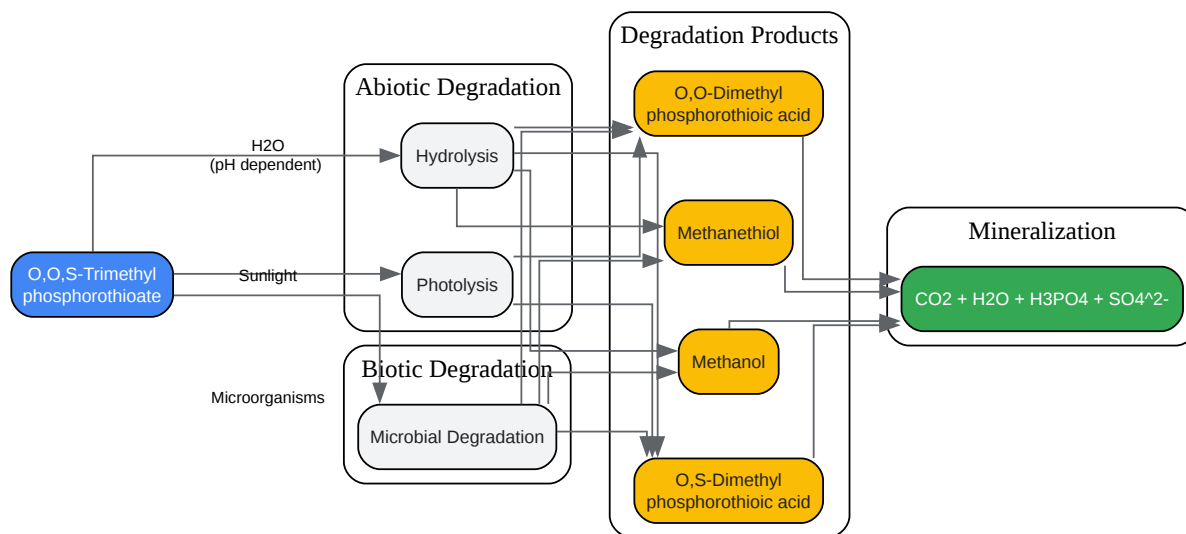 O,O,S-Trimethyl
phosphorothioate
H2O
(pH dependent)
Sunlight
Microorganisms
Abiotic Degradation
Hydrolysis
Photolysis
Biotic Degradation
Microbial Degradation
Degradation Products
O,O-Dimethyl
phosphorothioic acid
Methanethiol
Methanol
O,S-Dimethyl
phosphorothioic acid
Mineralization
CO2 + H2O + H3PO4 + SO4^2-